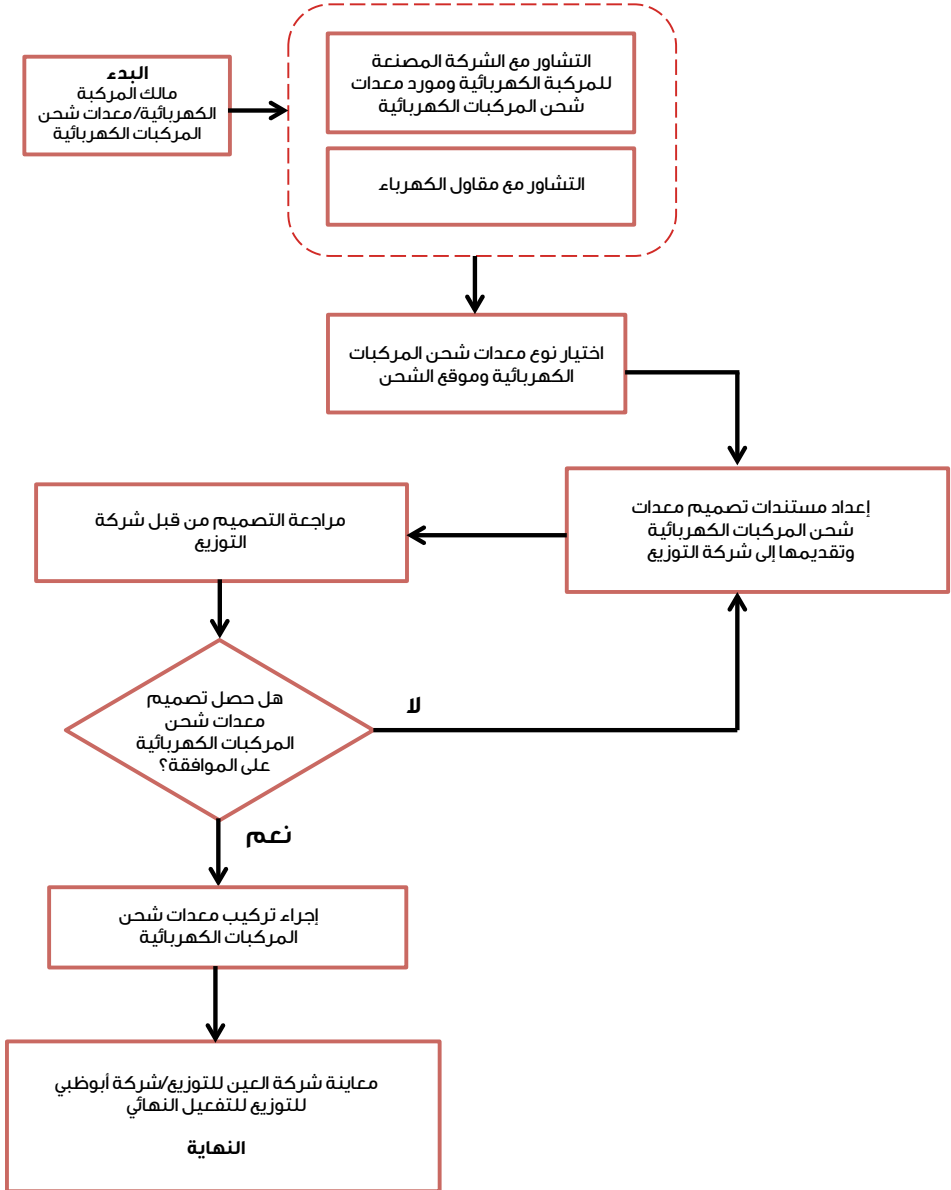 البدء
مالك المركبة
الكهربائية/معدات شحن
المركبات الكهربائية
التشاور مع الشركة المصنعة
للمركبة الكهربائية ومورد معدات
شحن المركبات الكهربائية
التشاور مع مقاول الكهرباء
اختيار نوع معدات شحن المركبات
الكهربائية وموقع الشحن
إعداد مستندات تصميم معدات
شحن المركبات الكهربائية
وتقديمها إلى شركة التوزيع
مراجعة التصميم من قبل شركة
التوزيع
هل حصل تصميم
معدات شحن
المركبات الكهربائية
على الموافقة؟
لا
نعم
إجراء تركيب معدات شحن
المركبات الكهربائية
معاينة شركة العين للتوزيع/شركة أبوظبي
للتوزيع للتفعيل النهائي
النهاية